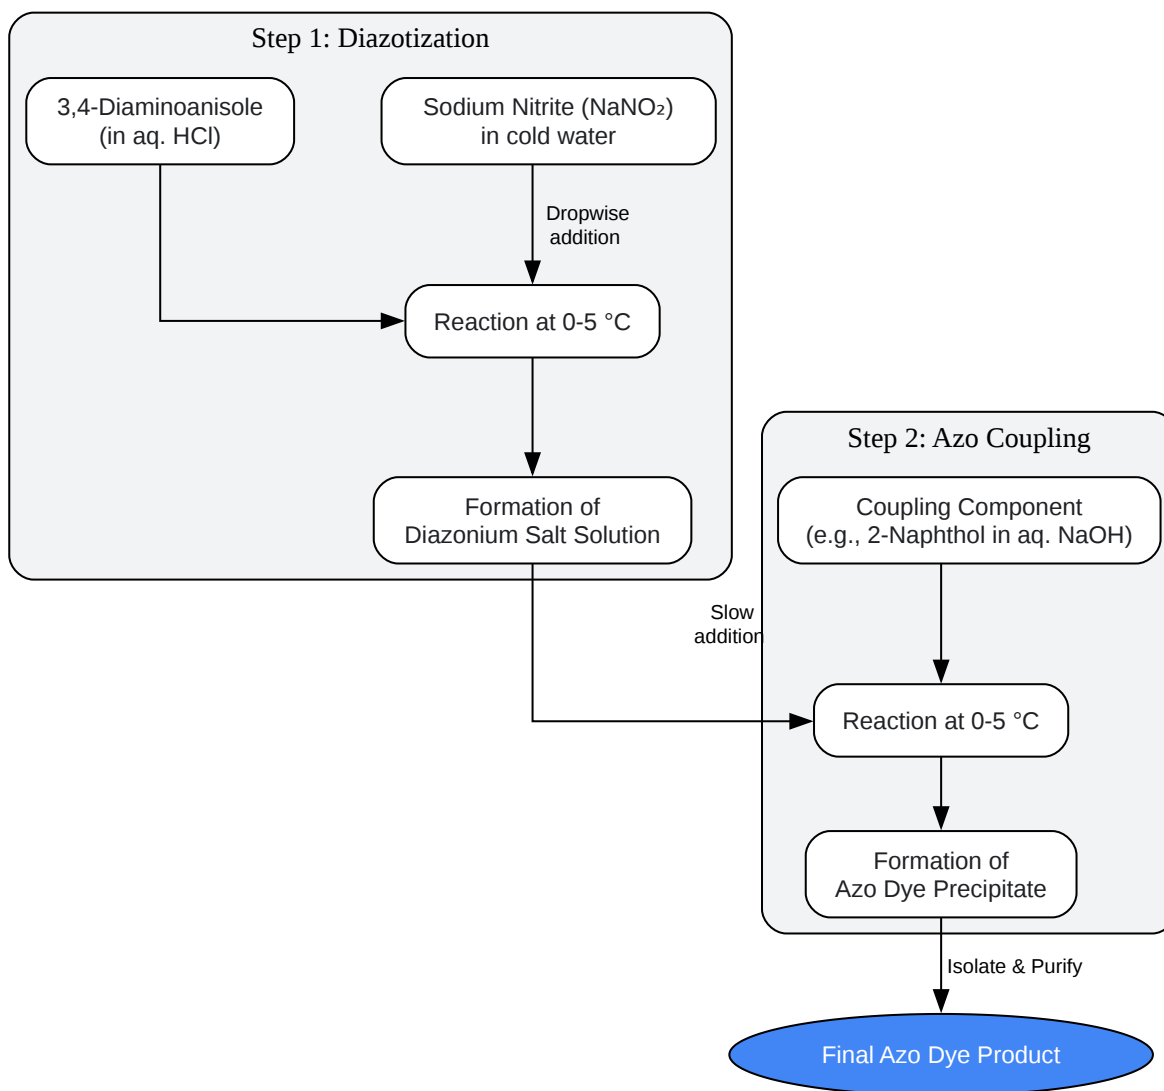 Step 1: Diazotization
3,4-Diaminoanisole
(in aq. HCl)
Sodium Nitrite (NaNO₂)
in cold water
Dropwise
addition
Reaction at 0-5 °C
Formation of
Diazonium Salt Solution
Step 2: Azo Coupling
Coupling Component
(e.g., 2-Naphthol in aq. NaOH)
Slow
addition
Reaction at 0-5 °C
Formation of
Azo Dye Precipitate
Isolate & Purify
Final Azo Dye Product